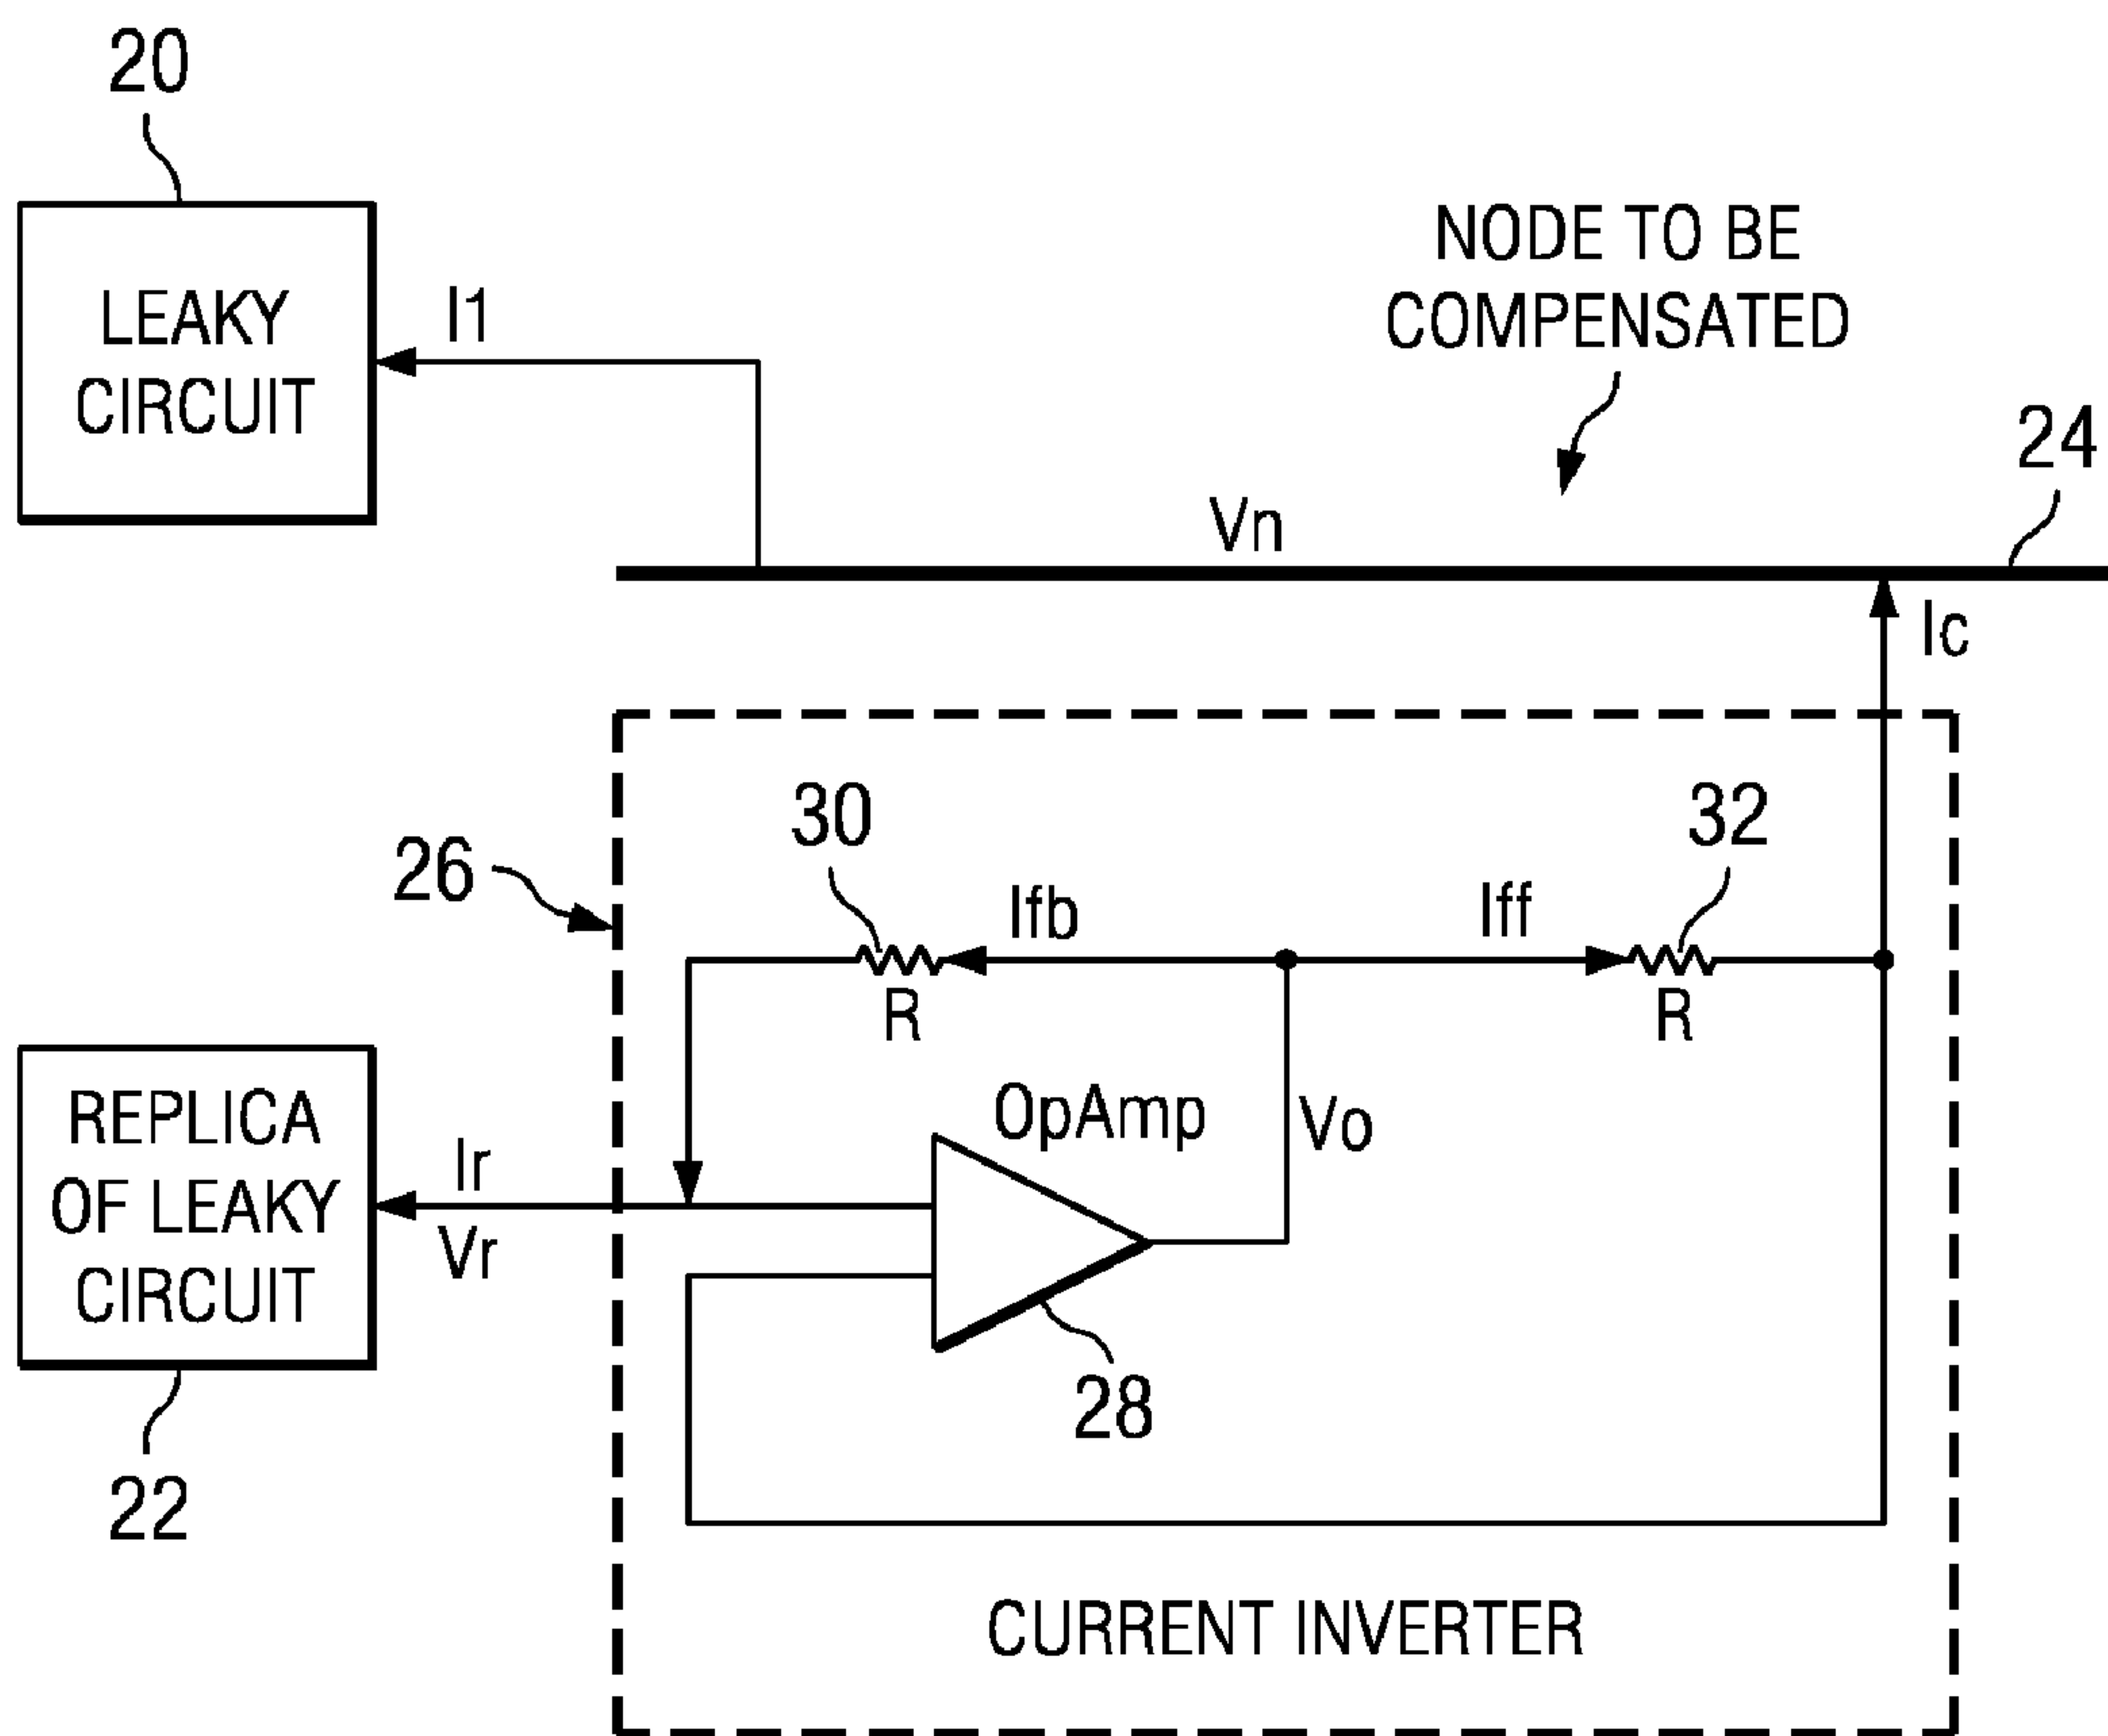 20
LEAKY
CIRCUIT
I1
NODE TO BE
COMPENSATED
24
Vn
Ic
26
30
Ifb
R
Iff
32
R
OpAmp
Vo
28
REPLICA
OF LEAKY
CIRCUIT
Ir
Vr
22
CURRENT INVERTER